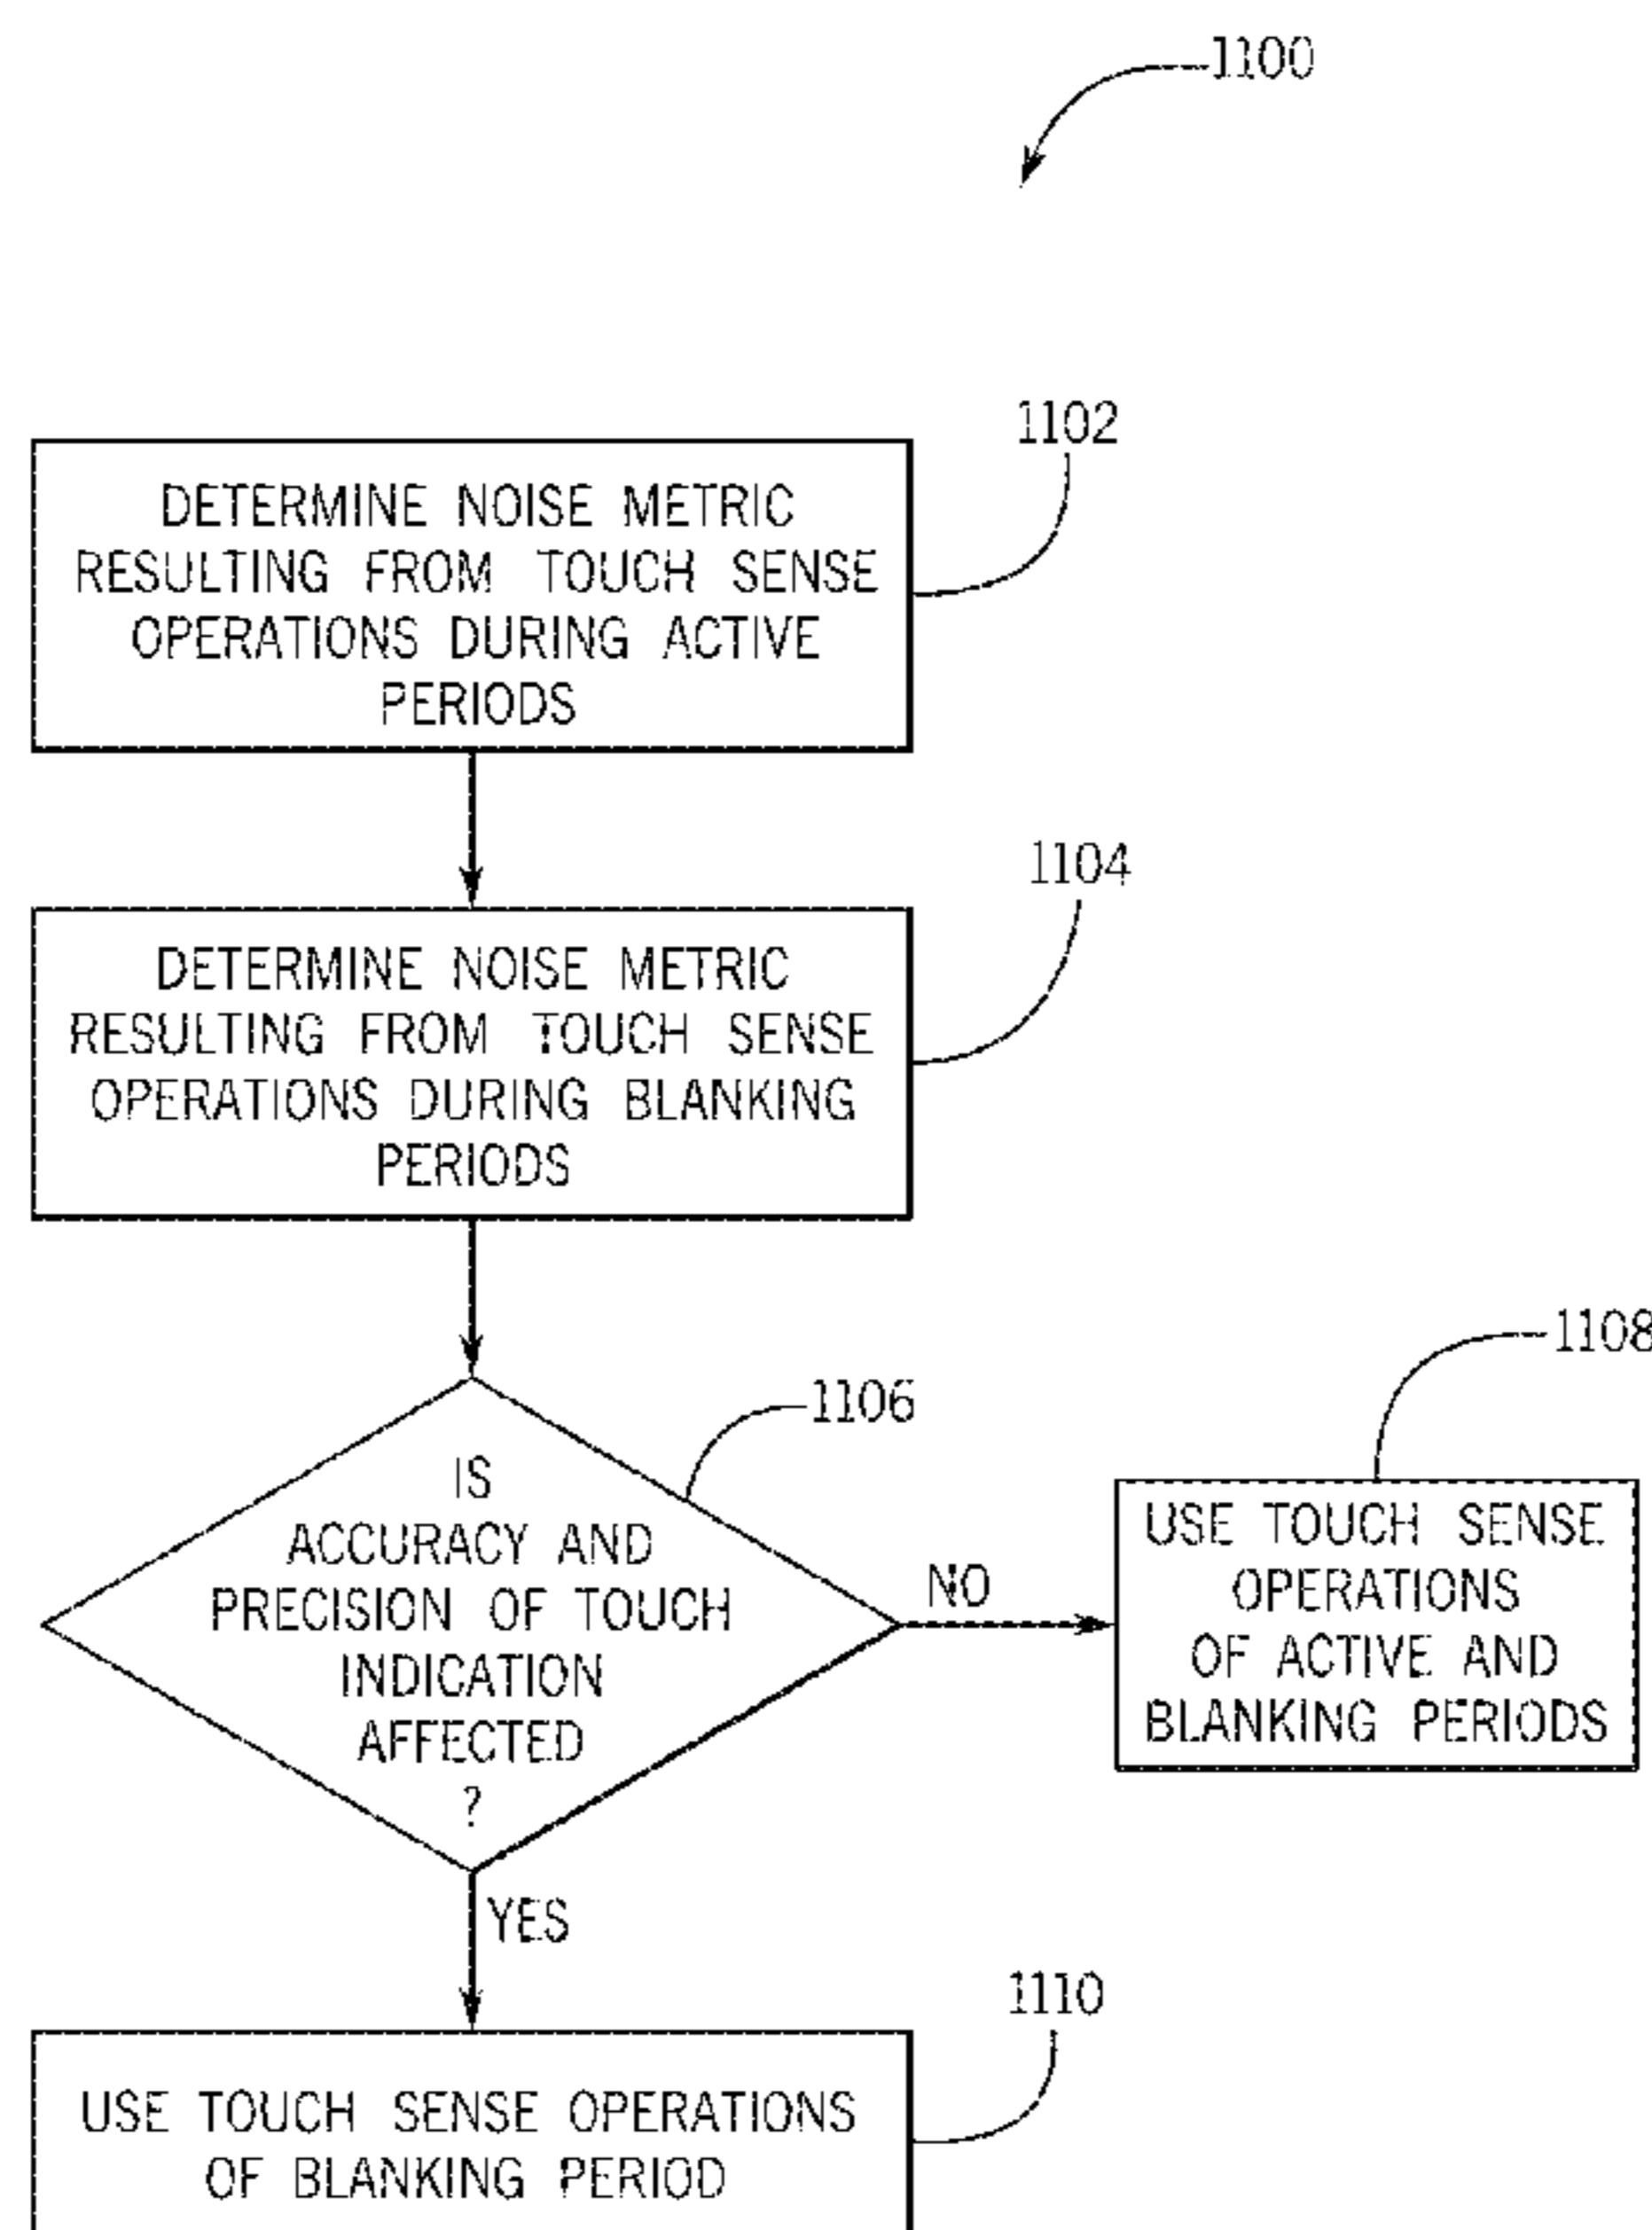 1100
1102
DETERMINE NOISE METRIC
RESULTING FROM TOUCH SENSE
OPERATIONS DURING ACTIVE
PERIODS
1104
DETERMINE NOISE METRIC
RESULTING FROM TOUCH SENSE
OPERATIONS DURING BLANKING
PERIODS
1106
IS
ACCURACY AND
PRECISION OF TOUCH
INDICATION
AFFECTED
?
NO
1108
USE TOUCH SENSE
OPERATIONS
OF ACTIVE AND
BLANKING PERIODS
YES
1110
USE TOUCH SENSE OPERATIONS
OF BLANKING PERIOD